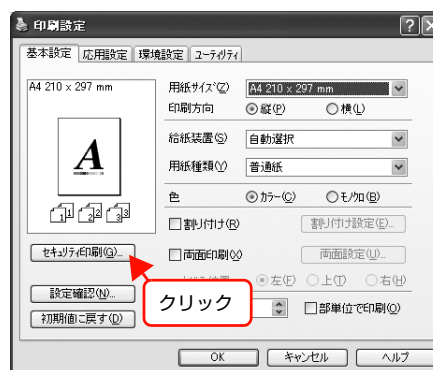 印刷設定
基本設定 応用設定 環境設定 ユーティリティ
A4 210 x 297 mm
用紙サイズ(Z) A4 210 x 297 mm
印刷方向 縦(P) 横(L)
給紙装置(S) 自動選択
用紙種類(Y) 普通紙
A
色 カラー(C) モノクロ(B)
1 2 3
割り付け(R) 割り付け設定(E)...
セキュリティ印刷(G)... 両面印刷(X) 両面設定(U)...
左(F) 上(T) 右(H)
設定確認(N)... クリック 部単位で印刷(O)
初期値に戻す(D)
OK キャンセル ヘルプ